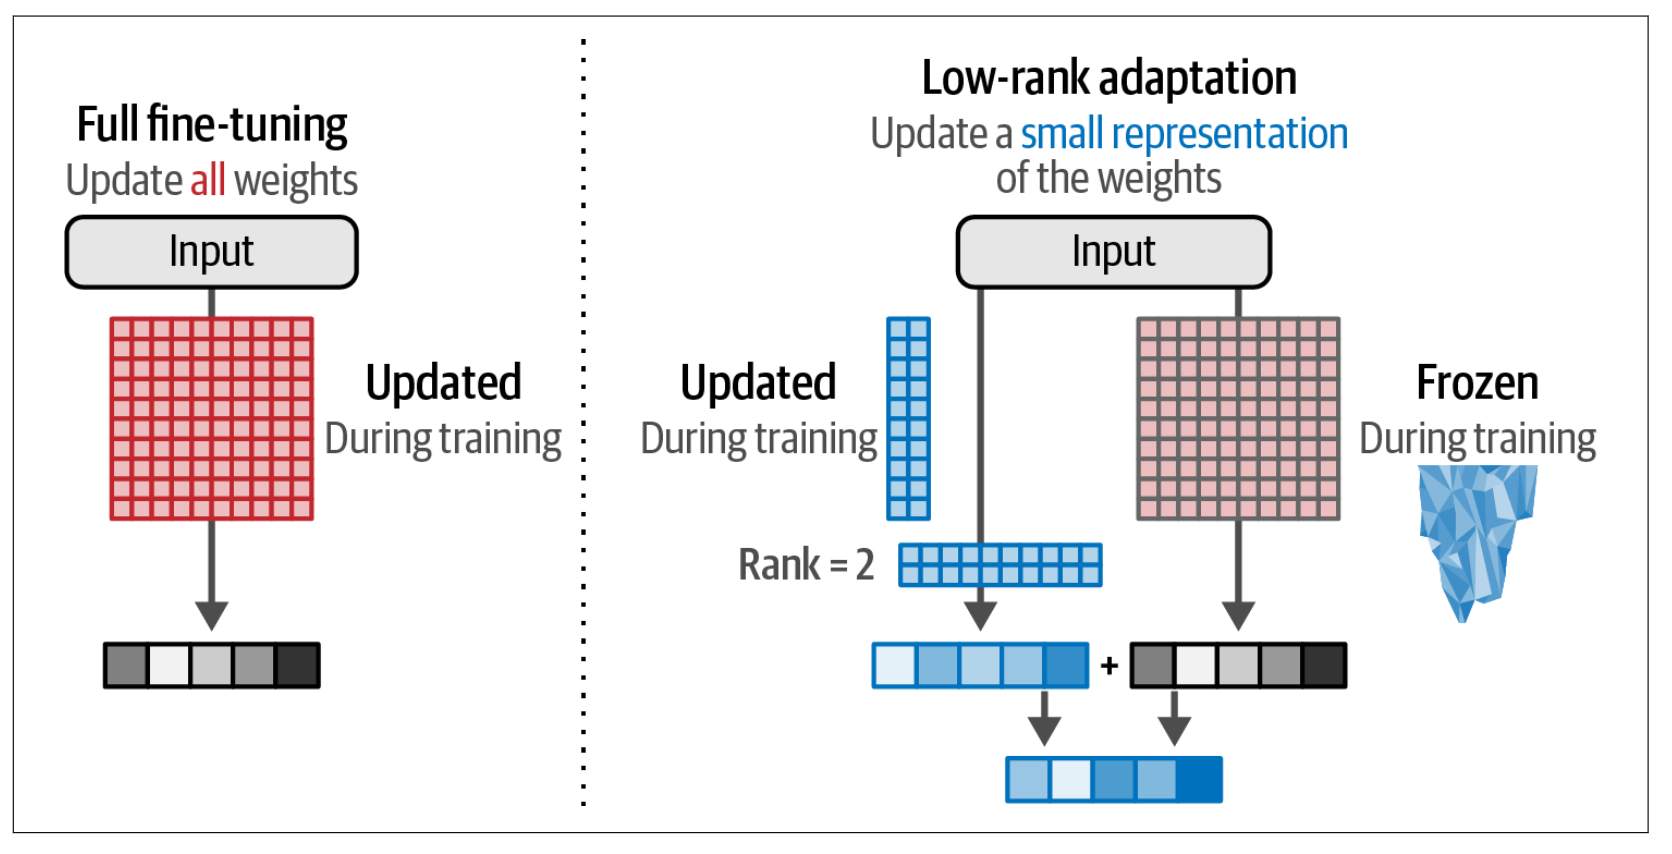 Full fine-tuning
Update all weights
Input
Updated
During training
Low-rank adaptation
Update a small representation
of the weights
Input
Updated
During training
Rank = 2
Frozen
During training
+